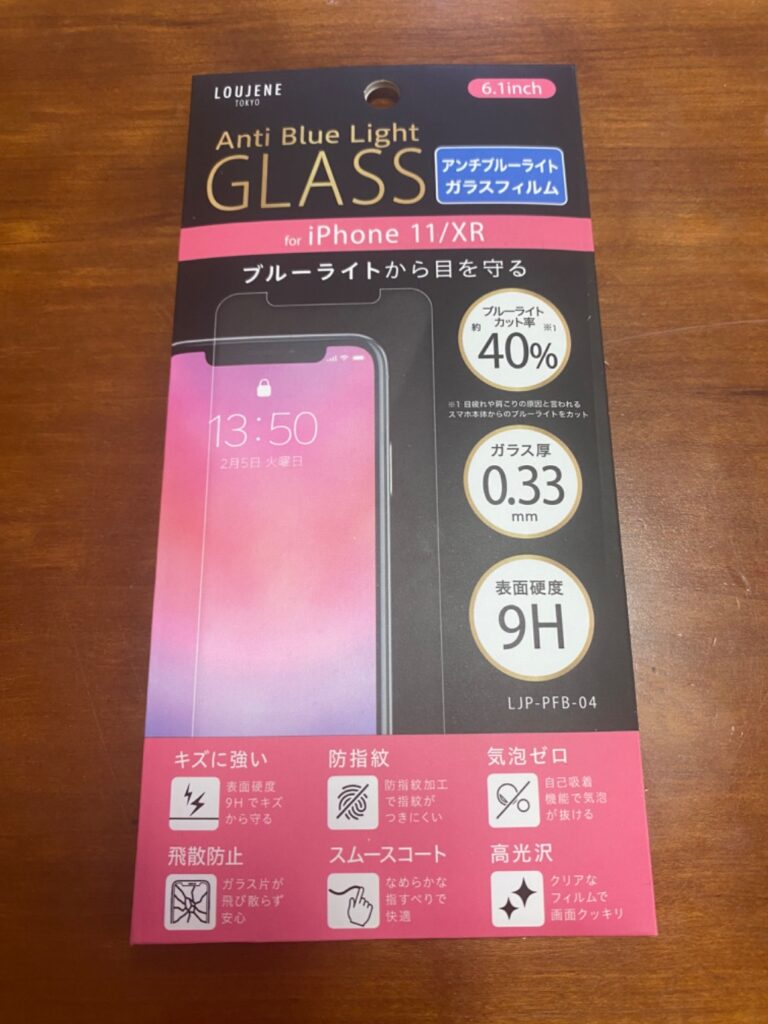 LOUJENE
TOKYO
6.1inch
Anti Blue Light
GLASS
アンチブルーライト
ガラスフィルム
for iPhone 11/XR
ブルーライトから目を守る
ブルーライト
カット率
約 40% ※1
※1 目疲れや肩こりの原因と言われる
スマホ本体からのブルーライトをカット
13:50
2月5日 火曜日
ガラス厚
0.33
mm
表面硬度
9H
LJP-PFB-04
キズに強い
表面硬度
9Hでキズ
から守る
防指紋
防指紋加工
で指紋が
つきにくい
気泡ゼロ
自己吸着
機能で気泡
が抜ける
飛散防止
ガラス片が
飛び散らず
安心
スムースコート
なめらかな
指すべりで
快適
高光沢
クリアな
フィルムで
画面クッキリ